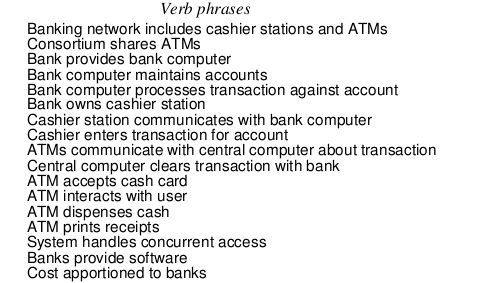 Verb phrases
Banking network includes cashier stations and ATMs
Consortium shares ATMs
Bank provides bank computer
Bank computer maintains accounts
Bank computer processes transaction against account
Bank owns cashier station
Cashier station communicates with bank computer
Cashier enters transaction for account
ATMs communicate with central computer about transaction
Central computer clears transaction with bank
ATM accepts cash card
ATM interacts with user
ATM dispenses cash
ATM prints receipts
System handles concurrent access
Banks provide software
Cost apportioned to banks